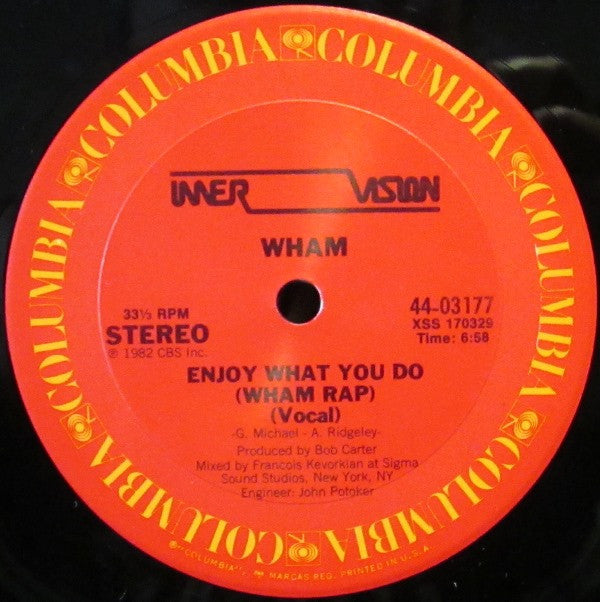 COLUMBIA COLUMBIA COLUMBIA COLUMBIA COLUMBIA COLUMBIA
INNER VISION
WHAM
33⅓ RPM
STEREO
℗ 1982 CBS Inc.
44-03177
XSS 170329
Time: 6:58
ENJOY WHAT YOU DO
(WHAM RAP)
(Vocal)
-G. Michael - A. Ridgeley-
Produced by Bob Carter
Mixed by Francois Kevorkian at Sigma
Sound Studios, New York, NY
Engineer: John Potoker
"COLUMBIA", MARCAS REG. PRINTED IN U.S.A.